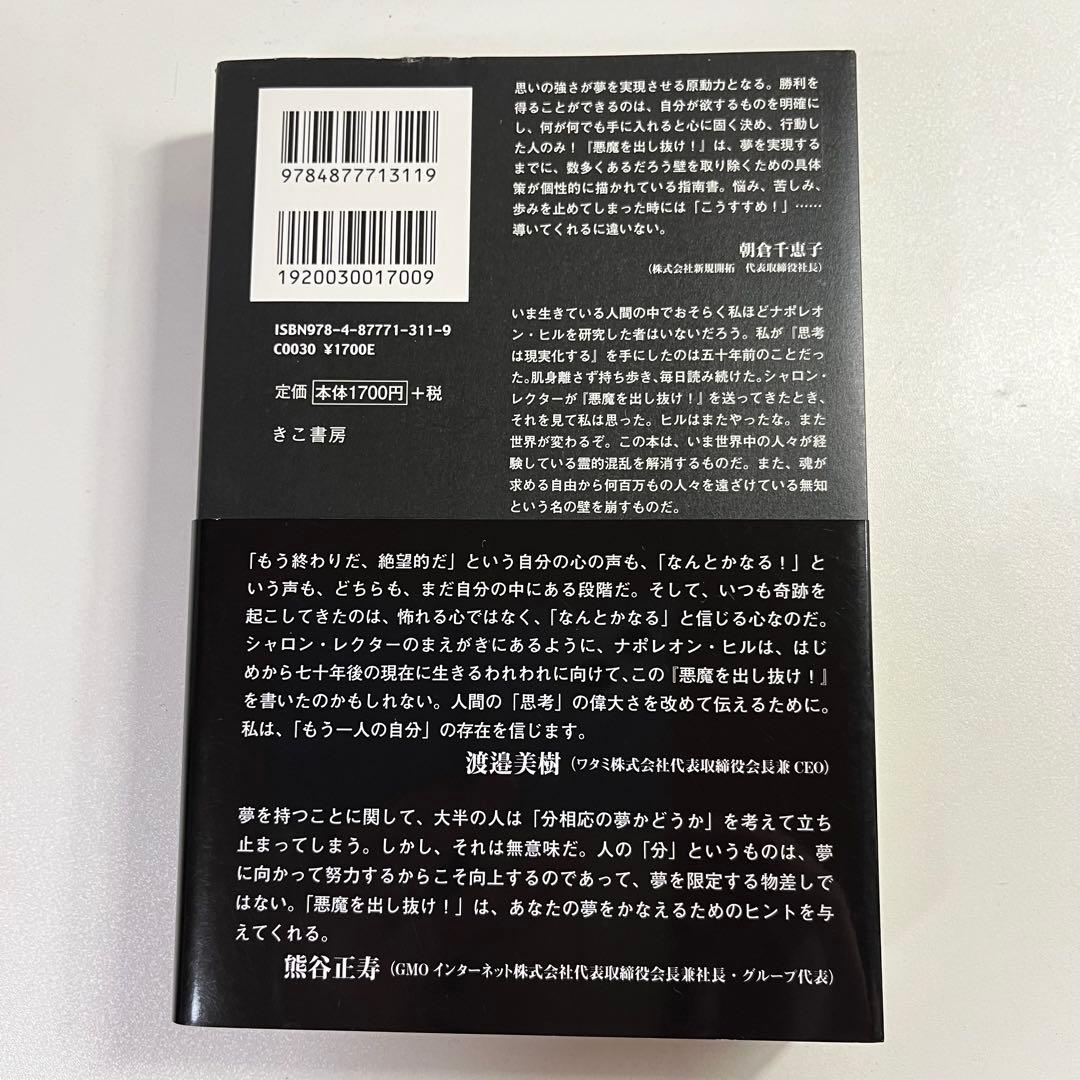 9784877713119
1920030017009
ISBN978-4-87771-311-9
C0030 ¥1700E
定価 本体1700円 +税
きこ書房
思いの強さが夢を実現させる原動力となる。勝利を
得ることができるのは、自分が欲するものを明確に
し、何が何でも手に入れると心に固く決め、行動し
た人のみ！『悪魔を出し抜け！』は、夢を実現する
までに、数多くあるだろう壁を取り除くための具体
策が個性的に描かれている指南書。悩み、苦しみ、
歩みを止めてしまった時には「こうすすめ！」……
導いてくれるに違いない。
朝倉千恵子
（株式会社新規開拓　代表取締役社長）
いま生きている人間の中でおそらく私ほどナポレオ
ン・ヒルを研究した者はいないだろう。私が『思考
は現実化する』を手にしたのは五十年前のことだっ
た。肌身離さず持ち歩き、毎日読み続けた。シャロン・
レクターが『悪魔を出し抜け！』を送ってきたとき、
それを見て私は思った。ヒルはまたやったな。また
世界が変わるぞ。この本は、いま世界中の人々が経
験している霊的混乱を解消するものだ。また、魂が
求める自由から何百万もの人々を遠ざけている無知
という名の壁を崩すものだ。
「もう終わりだ、絶望的だ」という自分の心の声も、「なんとかなる！」と
いう声も、どちらも、まだ自分の中にある段階だ。そして、いつも奇跡を
起こしてきたのは、怖れる心ではなく、「なんとかなる」と信じる心なのだ。
シャロン・レクターのまえがきにあるように、ナポレオン・ヒルは、はじ
めから七十年後の現在に生きるわれわれに向けて、この『悪魔を出し抜け！』
を書いたのかもしれない。人間の「思考」の偉大さを改めて伝えるために。
私は、「もう一人の自分」の存在を信じます。
渡邉美樹（ワタミ株式会社代表取締役会長兼CEO）
夢を持つことに関して、大半の人は「分相応の夢かどうか」を考えて立ち
止まってしまう。しかし、それは無意味だ。人の「分」というものは、夢
に向かって努力するからこそ向上するのであって、夢を限定する物差しで
はない。「悪魔を出し抜け！」は、あなたの夢をかなえるためのヒントを与
えてくれる。
熊谷正寿（GMOインターネット株式会社代表取締役会長兼社長・グループ代表）